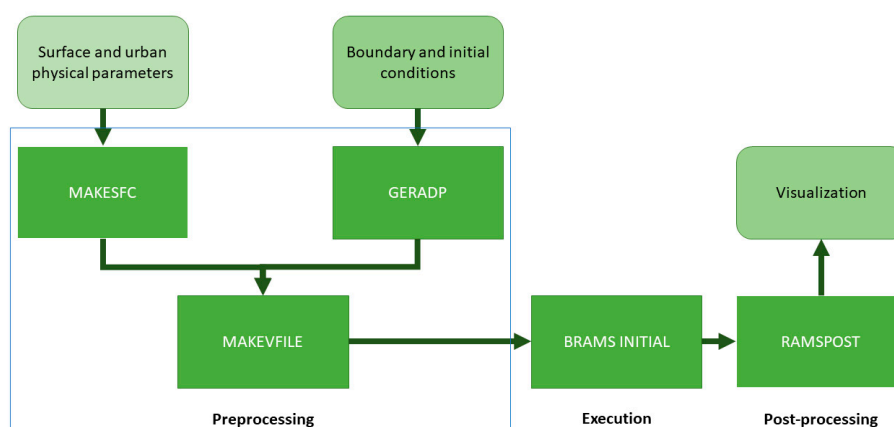 Surface and urban
physical parameters
Boundary and initial
conditions
MAKESFC
GERADP
Visualization
MAKEVFILE
BRAMS INITIAL
RAMSPOST
Preprocessing
Execution
Post-processing